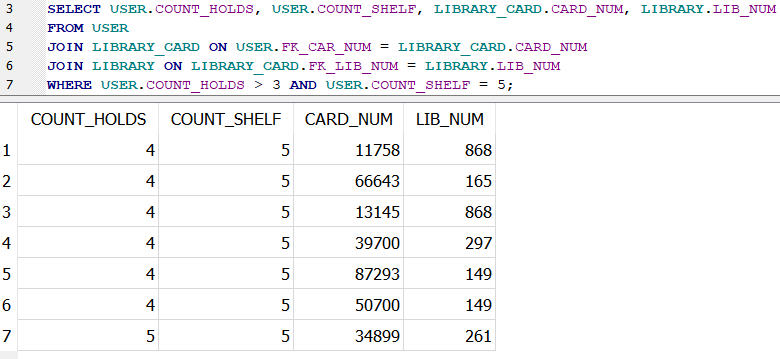 3 SELECT USER.COUNT_HOLDS, USER.COUNT_SHELF, LIBRARY_CARD.CARD_NUM, LIBRARY.LIB_NUM
4 FROM USER
5 JOIN LIBRARY_CARD ON USER.FK_CAR_NUM = LIBRARY_CARD.CARD_NUM
6 JOIN LIBRARY ON LIBRARY_CARD.FK_LIB_NUM = LIBRARY.LIB_NUM
7 WHERE USER.COUNT_HOLDS > 3 AND USER.COUNT_SHELF = 5;
COUNT_HOLDS COUNT_SHELF CARD_NUM LIB_NUM
1 4 5 11758 868
2 4 5 66643 165
3 4 5 13145 868
4 4 5 39700 297
5 4 5 87293 149
6 4 5 50700 149
7 5 5 34899 261